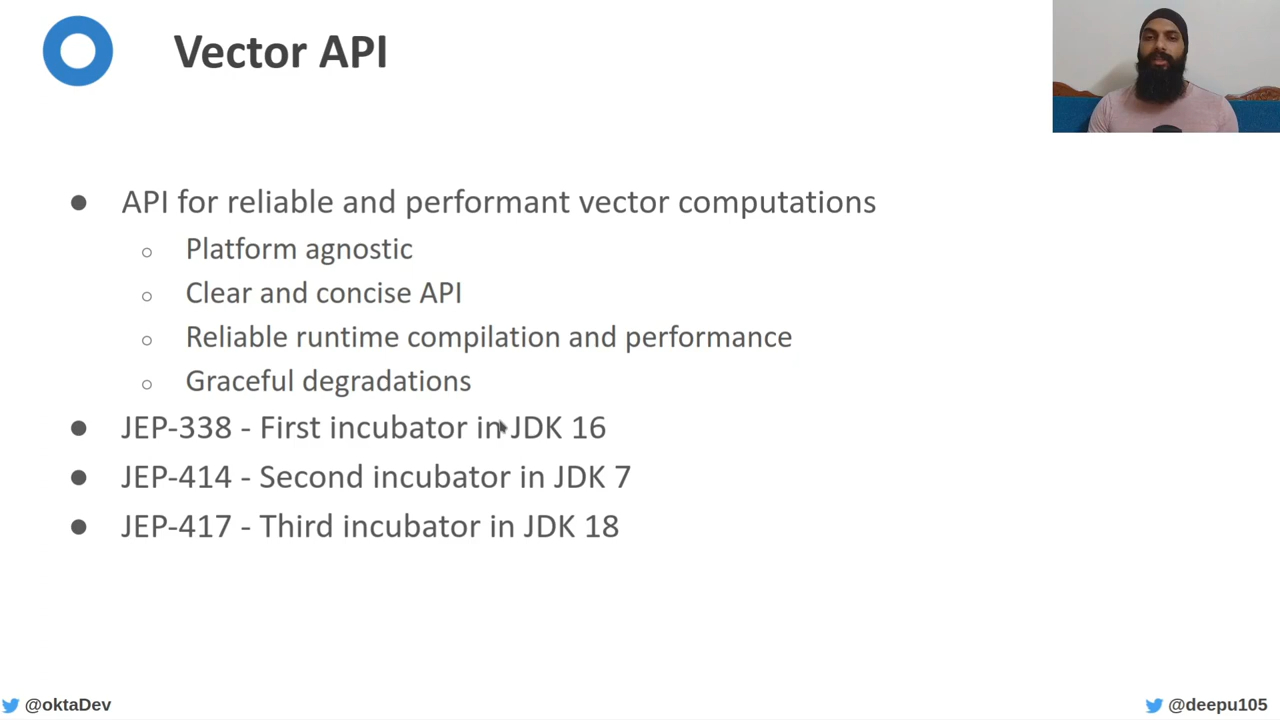 Vector API
● API for reliable and performant vector computations
○ Platform agnostic
○ Clear and concise API
○ Reliable runtime compilation and performance
○ Graceful degradations
● JEP-338 - First incubator in JDK 16
● JEP-414 - Second incubator in JDK 7
● JEP-417 - Third incubator in JDK 18
@oktaDev
@deepu105